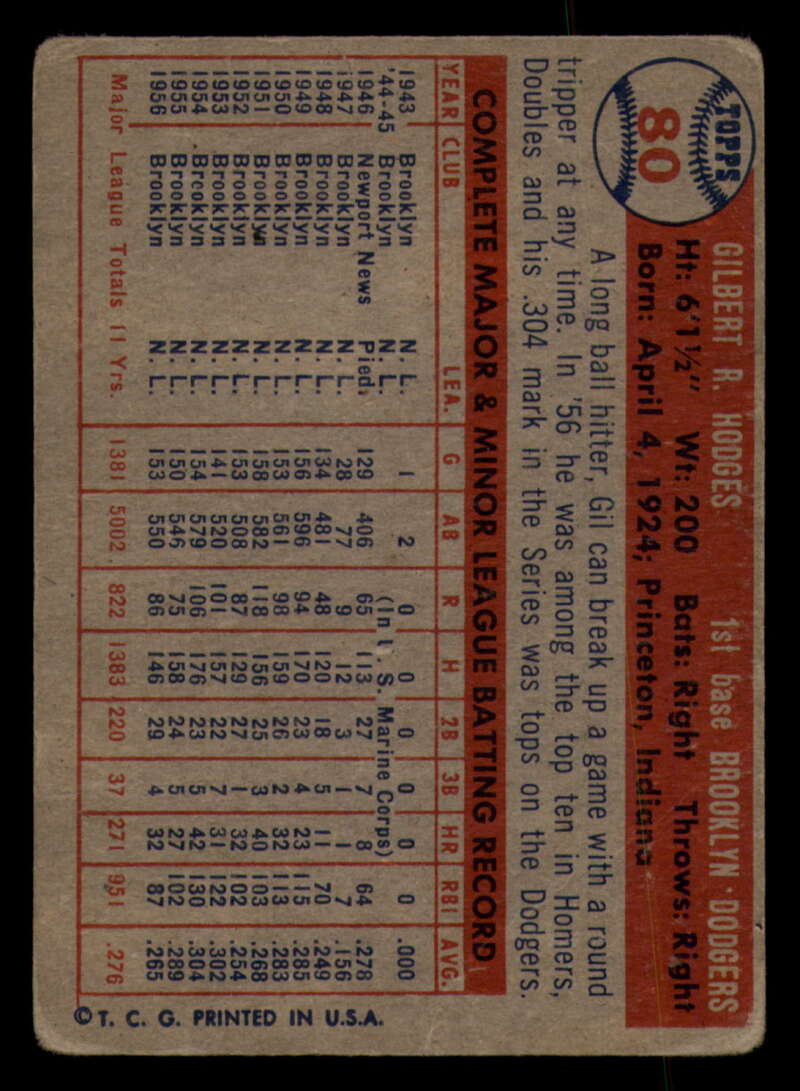 TOPPS
80
GILBERT R. HODGES 1st base BROOKLYN · DODGERS
Ht: 6'1½" Wt: 200 Bats: Right Throws: Right
Born: April 4, 1924; Princeton, Indiana
A long ball hitter, Gil can break up a game with a round
tripper at any time. In '56 he was among the top ten in Homers,
Doubles and his .304 mark in the Series was tops on the Dodgers.
COMPLETE MAJOR & MINOR LEAGUE BATTING RECORD
YEAR CLUB LEA. G AB R H 2B 3B HR RBI AVG.
1943 Brooklyn N. L. 1 2 0 0 0 0 0 0 .000
'44-45 Brooklyn N. L. (In U. S. Marine Corps)
1946 Newport News Pied. 129 406 65 113 27 7 8 64 .278
1947 Brooklyn N. L. 28 77 9 12 3 1 1 7 .156
1948 Brooklyn N. L. 134 481 48 120 18 5 11 70 .249
1949 Brooklyn N. L. 156 596 94 170 23 4 23 115 .285
1950 Brooklyn N. L. 153 561 98 159 26 2 32 113 .283
1951 Brooklyn N. L. 158 582 118 156 25 3 40 103 .268
1952 Brooklyn N. L. 153 508 87 129 27 1 32 102 .254
1953 Brooklyn N. L. 141 520 101 157 22 7 31 122 .302
1954 Brooklyn N. L. 154 579 106 176 23 5 42 130 .304
1955 Brooklyn N. L. 150 546 75 158 24 5 27 102 .289
1956 Brooklyn N. L. 153 550 86 146 29 4 32 87 .265
Major League Totals 11 Yrs. 1381 5002 822 1383 220 37 271 951 .276
© T. C. G. PRINTED IN U.S.A.